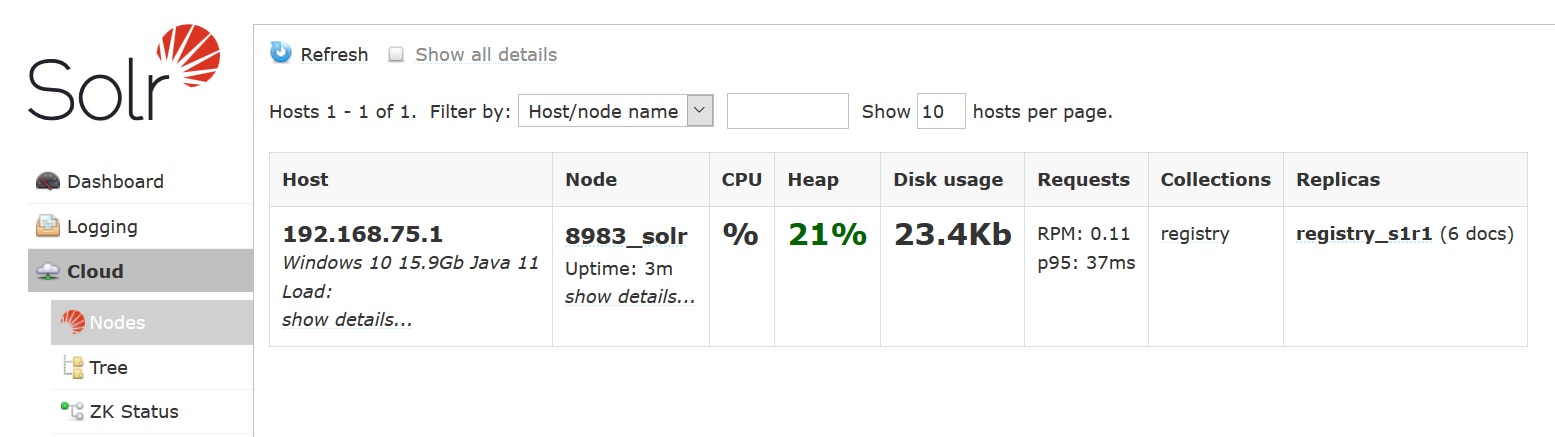 Solr
Refresh Show all details
Hosts 1 - 1 of 1. Filter by: Host/node name Show 10 hosts per page.
Host Node CPU Heap Disk usage Requests Collections Replicas
192.168.75.1 8983_solr % 21% 23.4Kb RPM: 0.11 registry registry_s1r1 (6 docs)
Windows 10 15.9Gb Java 11 Uptime: 3m p95: 37ms
Load: show details...
show details...
Dashboard
Logging
Cloud
Nodes
Tree
ZK Status